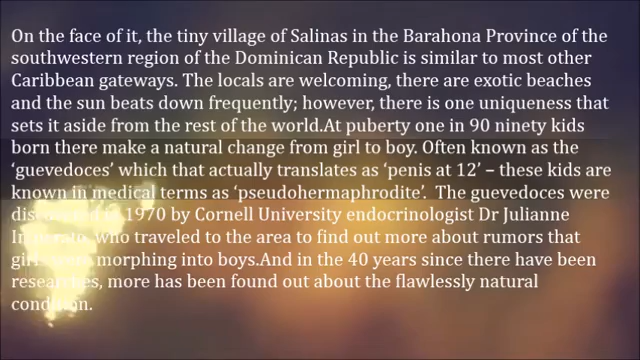 On the face of it, the tiny village of Salinas in the Barahona Province of the
southwestern region of the Dominican Republic is similar to most other
Caribbean gateways. The locals are welcoming, there are exotic beaches
and the sun beats down frequently; however, there is one uniqueness that
sets it aside from the rest of the world.At puberty one in 90 ninety kids
born there make a natural change from girl to boy. Often known as the
‘guevedoces’ which that actually translates as ‘penis at 12’ – these kids are
known in medical terms as ‘pseudohermaphrodite’.  The guevedoces were
in 1970 by Cornell University endocrinologist Dr Julianne
who traveled to the area to find out more about rumors that
morphing into boys.And in the 40 years since there have been
more has been found out about the flawlessly natural
condition.